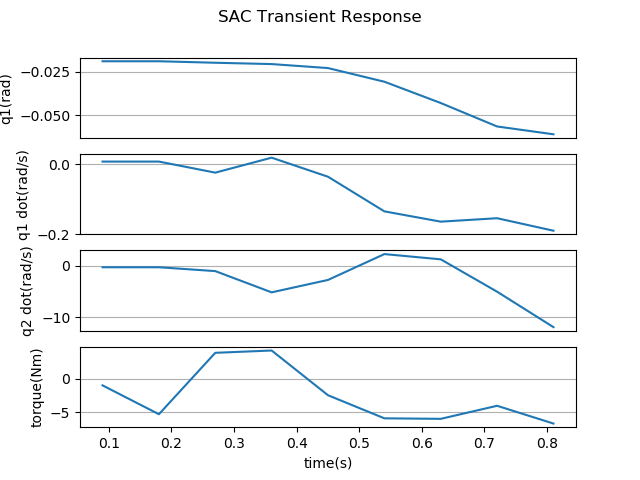 SAC Transient Response
q1(rad)
−0.025
−0.050
q1 dot(rad/s)
0.0
−0.2
q2 dot(rad/s)
0
−10
torque(Nm)
0
−5
0.1 0.2 0.3 0.4 0.5 0.6 0.7 0.8
time(s)